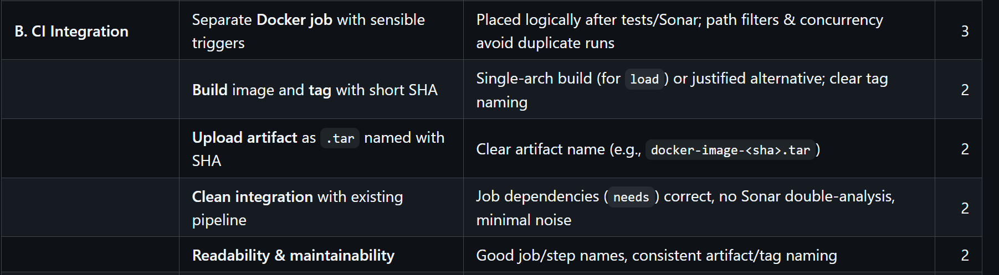 B. CI Integration
Separate Docker job with sensible
triggers
Placed logically after tests/Sonar; path filters & concurrency
avoid duplicate runs
3
Build image and tag with short SHA
Single-arch build (for load) or justified alternative; clear tag
naming
2
Upload artifact as .tar named with
SHA
Clear artifact name (e.g., docker-image-<sha>.tar)
2
Clean integration with existing
pipeline
Job dependencies (needs) correct, no Sonar double-analysis,
minimal noise
2
Readability & maintainability
Good job/step names, consistent artifact/tag naming
2